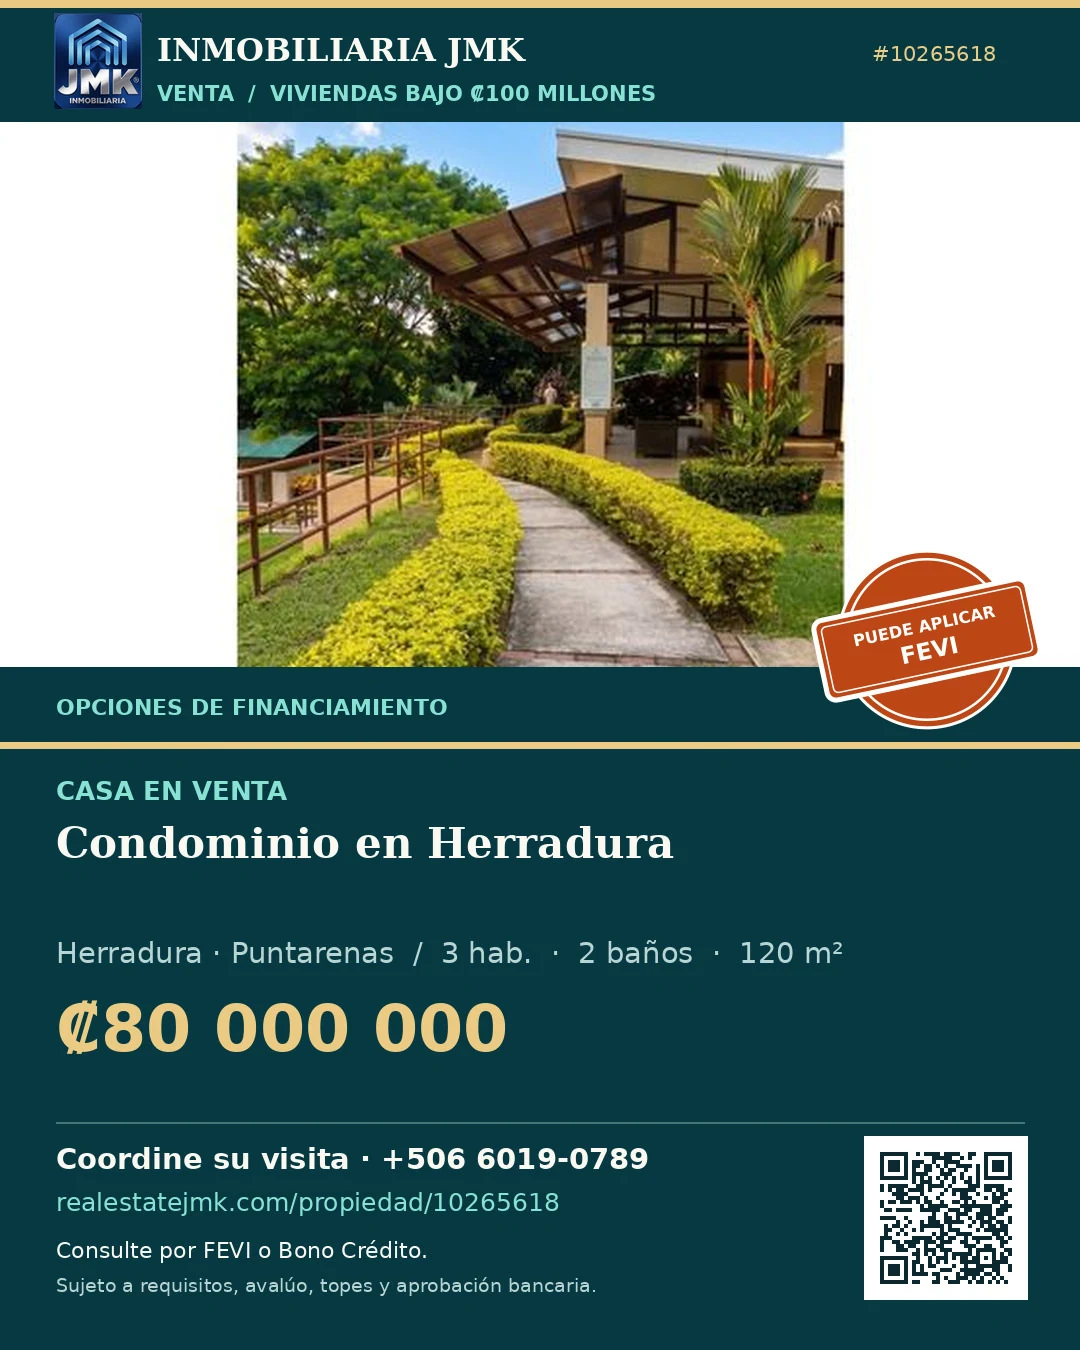 JMK
INMOBILIARIA
INMOBILIARIA JMK
VENTA / VIVIENDAS BAJO ₡100 MILLONES
#10265618
PUEDE APLICAR
FEVI
OPCIONES DE FINANCIAMIENTO
CASA EN VENTA
Condominio en Herradura
Herradura · Puntarenas / 3 hab. · 2 baños · 120 m²
₡80 000 000
Coordine su visita · +506 6019-0789
realestatejmk.com/propiedad/10265618
Consulte por FEVI o Bono Crédito.
Sujeto a requisitos, avalúo, topes y aprobación bancaria.